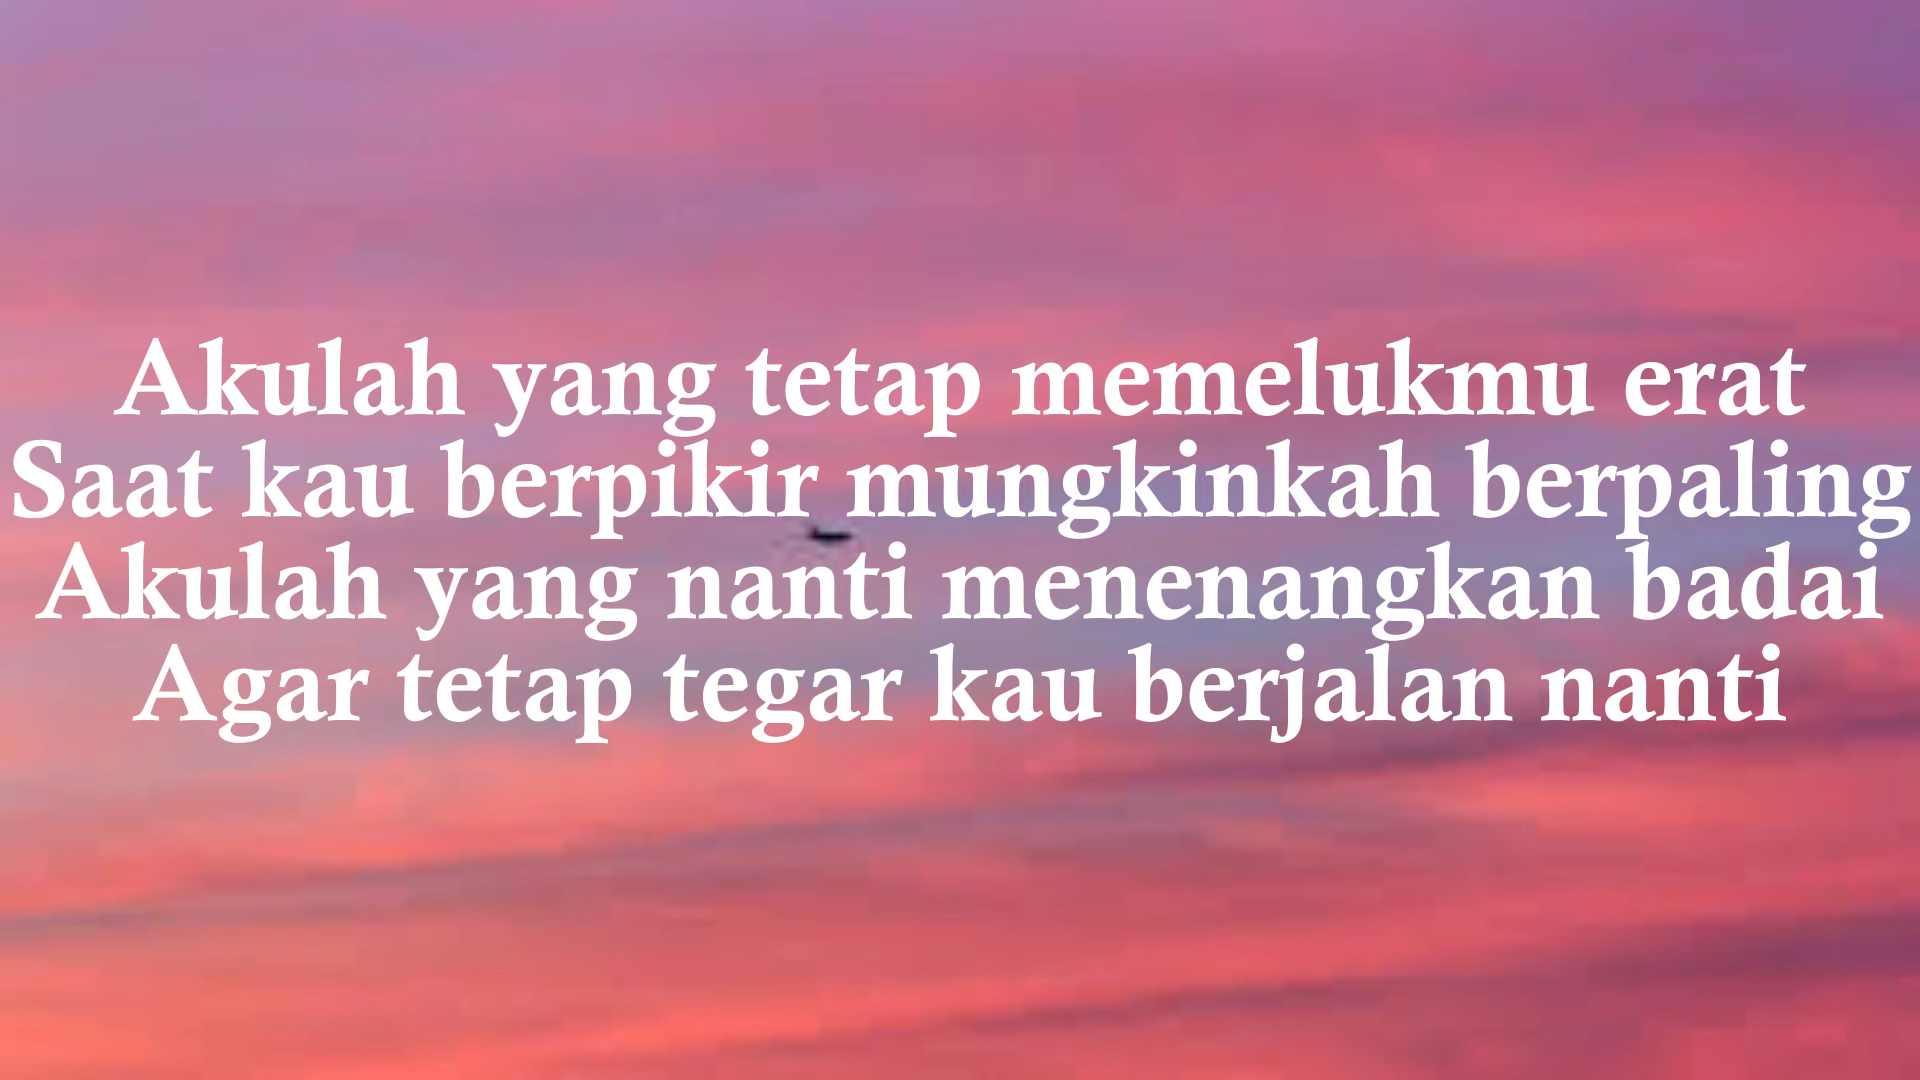 Akulah yang tetap memelukmu erat
Saat kau berpikir mungkinkah berpaling
Akulah yang nanti menenangkan badai
Agar tetap tegar kau berjalan nanti